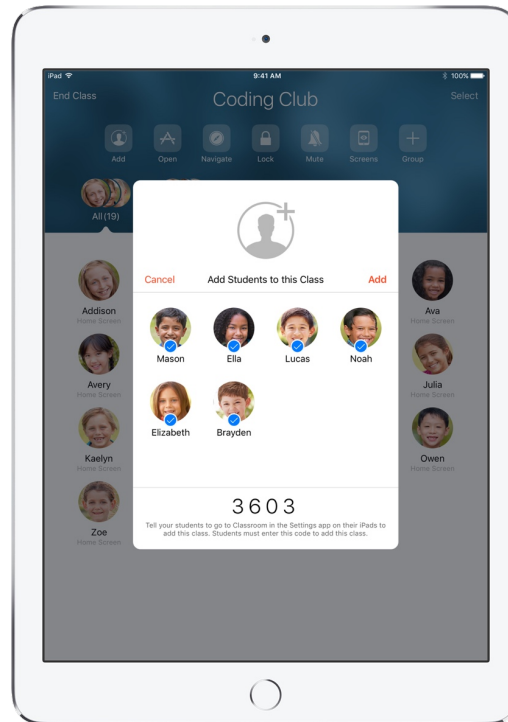 iPad 9:41 AM 100%
End Class Coding Club Select
Add Open Navigate Lock Mute Screens Group
All (19)
Cancel Add Students to this Class Add
Mason Ella Lucas Noah
Elizabeth Brayden
3603
Tell your students to go to Classroom in the Settings app on their iPads to
add this class. Students must enter this code to add this class.
Addison Ava
Home Screen Home Screen
Avery Julia
Home Screen Home Screen
Kaelyn Owen
Home Screen Home Screen
Zoe
Home Screen